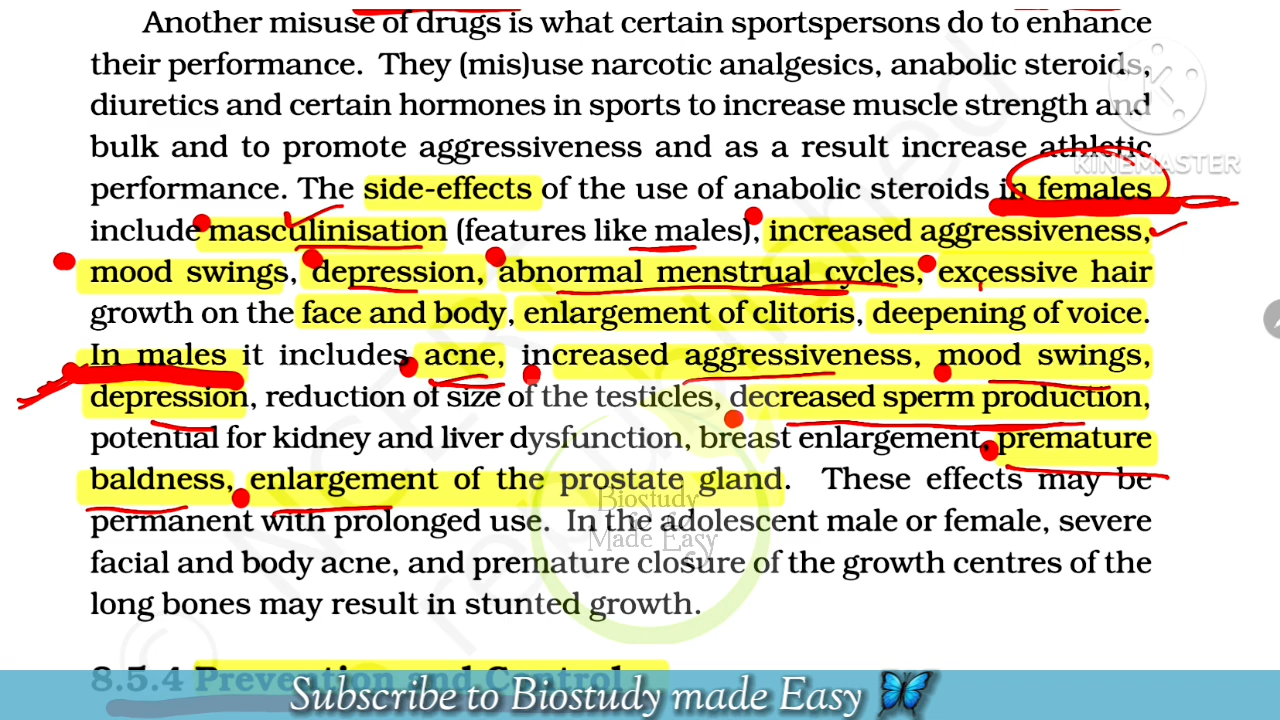 Another misuse of drugs is what certain sportspersons do to enhance
their performance. They (mis)use narcotic analgesics, anabolic steroids,
diuretics and certain hormones in sports to increase muscle strength and
bulk and to promote aggressiveness and as a result increase athletic
KINEMASTER
performance. The side-effects of the use of anabolic steroids in females
include masculinisation (features like males), increased aggressiveness,
mood swings, depression, abnormal menstrual cycles, excessive hair
growth on the face and body, enlargement of clitoris, deepening of voice.
In males it includes acne, increased aggressiveness, mood swings,
depression, reduction of size of the testicles, decreased sperm production,
potential for kidney and liver dysfunction, breast enlargement, premature
baldness, enlargement of the prostate gland. These effects may be
Biostudy
permanent with prolonged use. In the adolescent male or female, severe
Made Easy
facial and body acne, and premature closure of the growth centres of the
long bones may result in stunted growth.
8.5.4 Prevention and Control
Subscribe to Biostudy made Easy